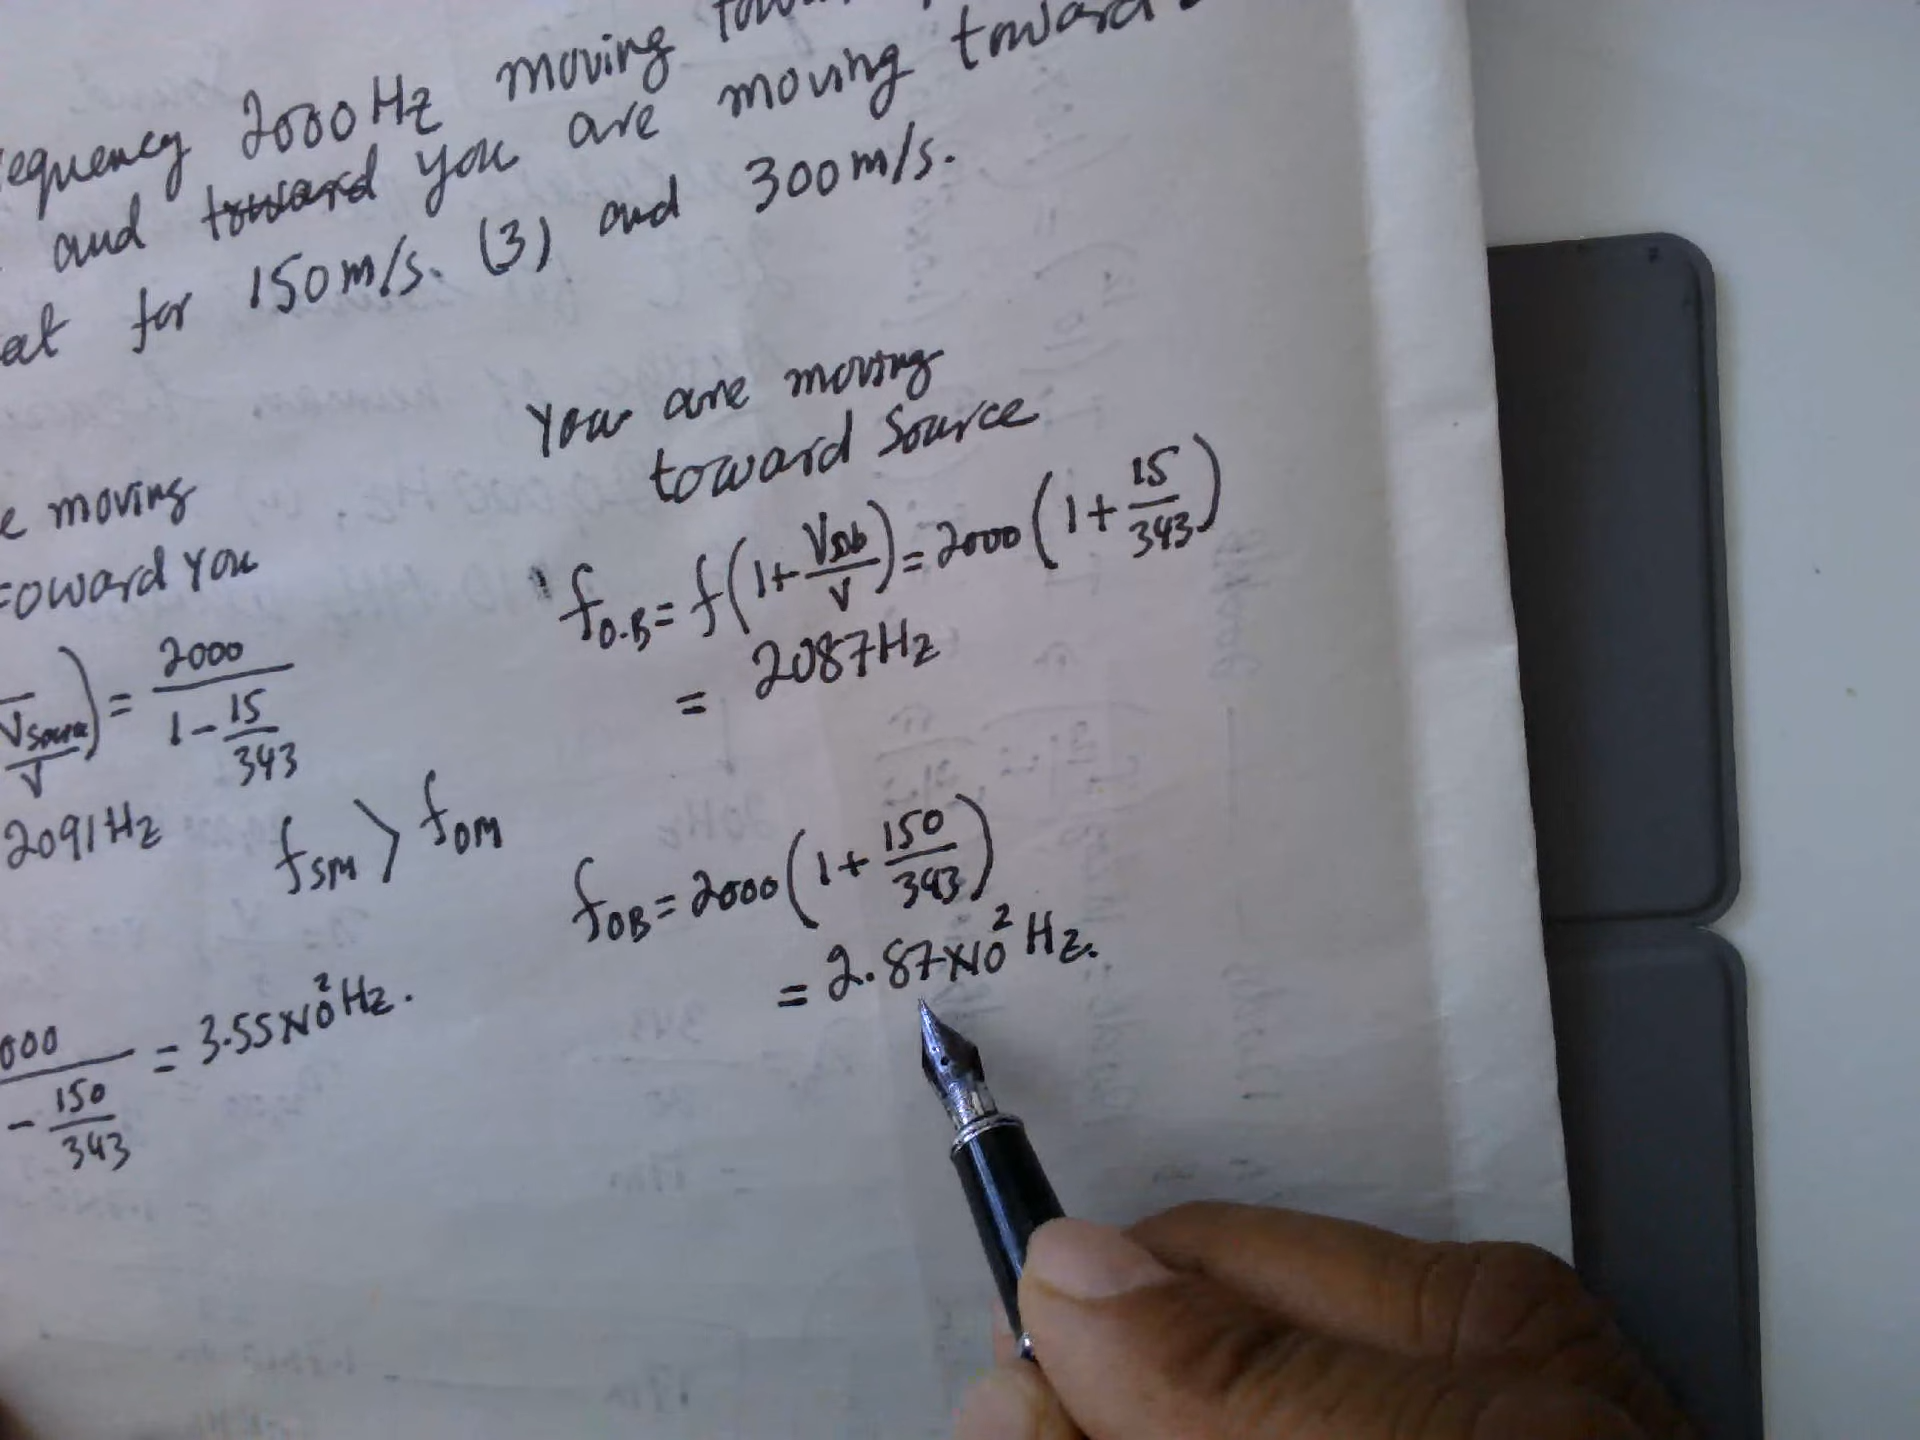 equency 2000 Hz moving
and toward you are moving toward
at for 150 m/s. (3) and 300 m/s.
e moving
toward you
V source / V ) = 2000 / 1 - 15/343
2091 Hz
fSM > fOM
000 / - 150/343 = 3.55×10² Hz.
You are moving
toward Source
fO.B = f(1 + Vob/V) = 2000 (1 + 15/343)
= 2087 Hz
fOB = 2000 (1 + 150/343)
= 2.87×10² Hz.